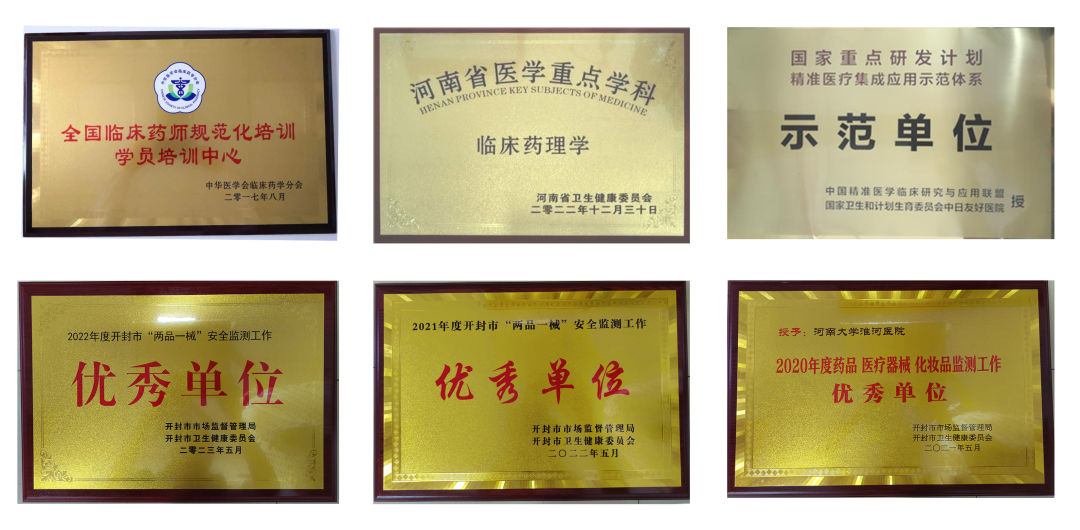 全国临床药师规范化培训
学员培训中心
中华医学会临床药学分会
二零一七年八月
河南省医学重点学科
HENAN PROVINCE KEY SUBJECTS OF MEDICINE
临床药理学
河南省卫生健康委员会
二零二二年十二月三十日
国家重点研发计划
精准医疗集成应用示范体系
示范单位
中国精准医学临床研究与应用联盟
国家卫生和计划生育委员会中日友好医院
授
2022年度开封市“两品一械”安全监测工作
优秀单位
开封市市场监督管理局
开封市卫生健康委员会
二零二三年五月
2021年度开封市“两品一械”安全监测工作
优秀单位
开封市市场监督管理局
开封市卫生健康委员会
二〇二二年五月
授予：河南大学淮河医院
2020年度药品 医疗器械 化妆品监测工作
优秀单位
开封市市场监督管理局
开封市卫生健康委员会
二〇二一年五月